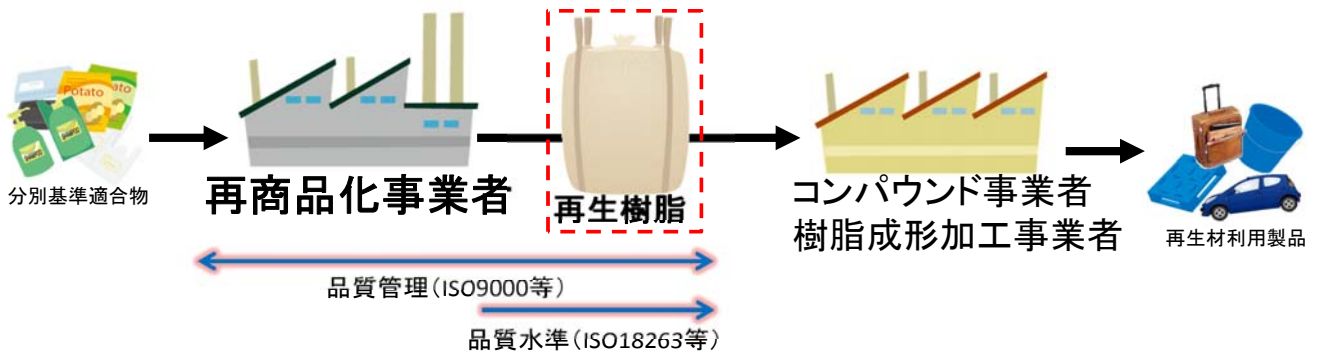 Potato
ato
分別基準適合物
再商品化事業者
再生樹脂
コンパウンド事業者
樹脂成形加工事業者
再生材利用製品
品質管理(ISO9000等)
品質水準(ISO18263等)